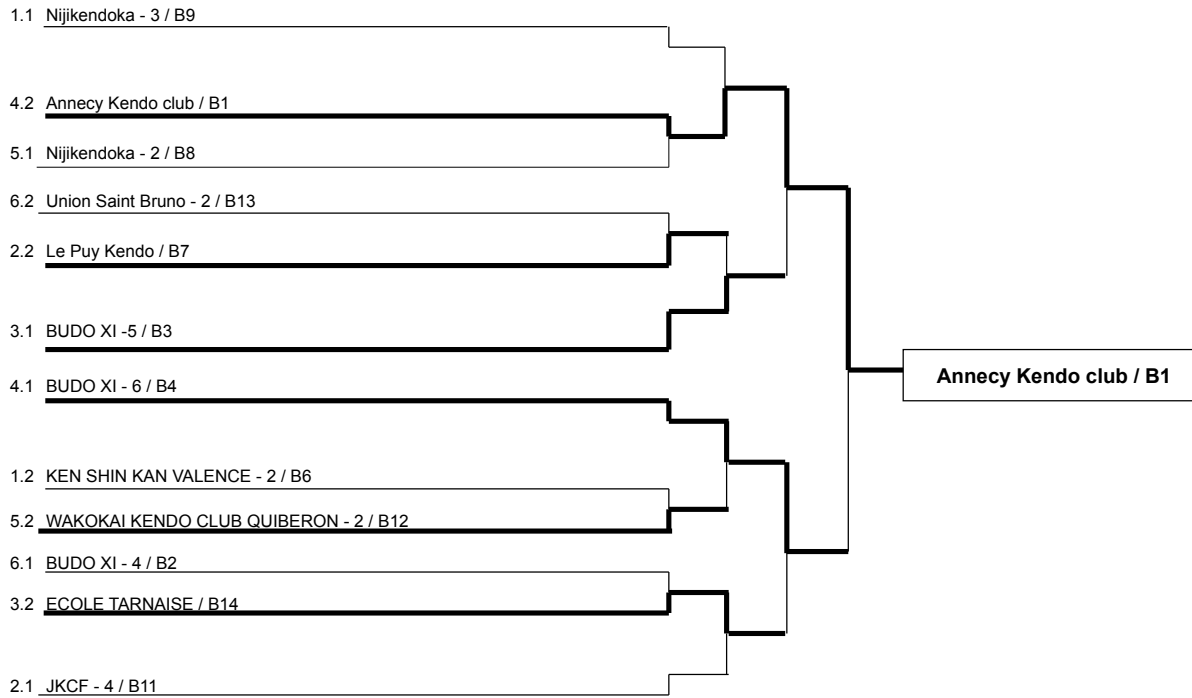 1.1 Nijikendoka - 3 / B9
4.2 Annecy Kendo club / B1
5.1 Nijikendoka - 2 / B8
6.2 Union Saint Bruno - 2 / B13
2.2 Le Puy Kendo / B7
3.1 BUDO XI -5 / B3
4.1 BUDO XI - 6 / B4
Annecy Kendo club / B1
1.2 KEN SHIN KAN VALENCE - 2 / B6
5.2 WAKOKAI KENDO CLUB QUIBERON - 2 / B12
6.1 BUDO XI - 4 / B2
3.2 ECOLE TARNAISE / B14
2.1 JKCF - 4 / B11